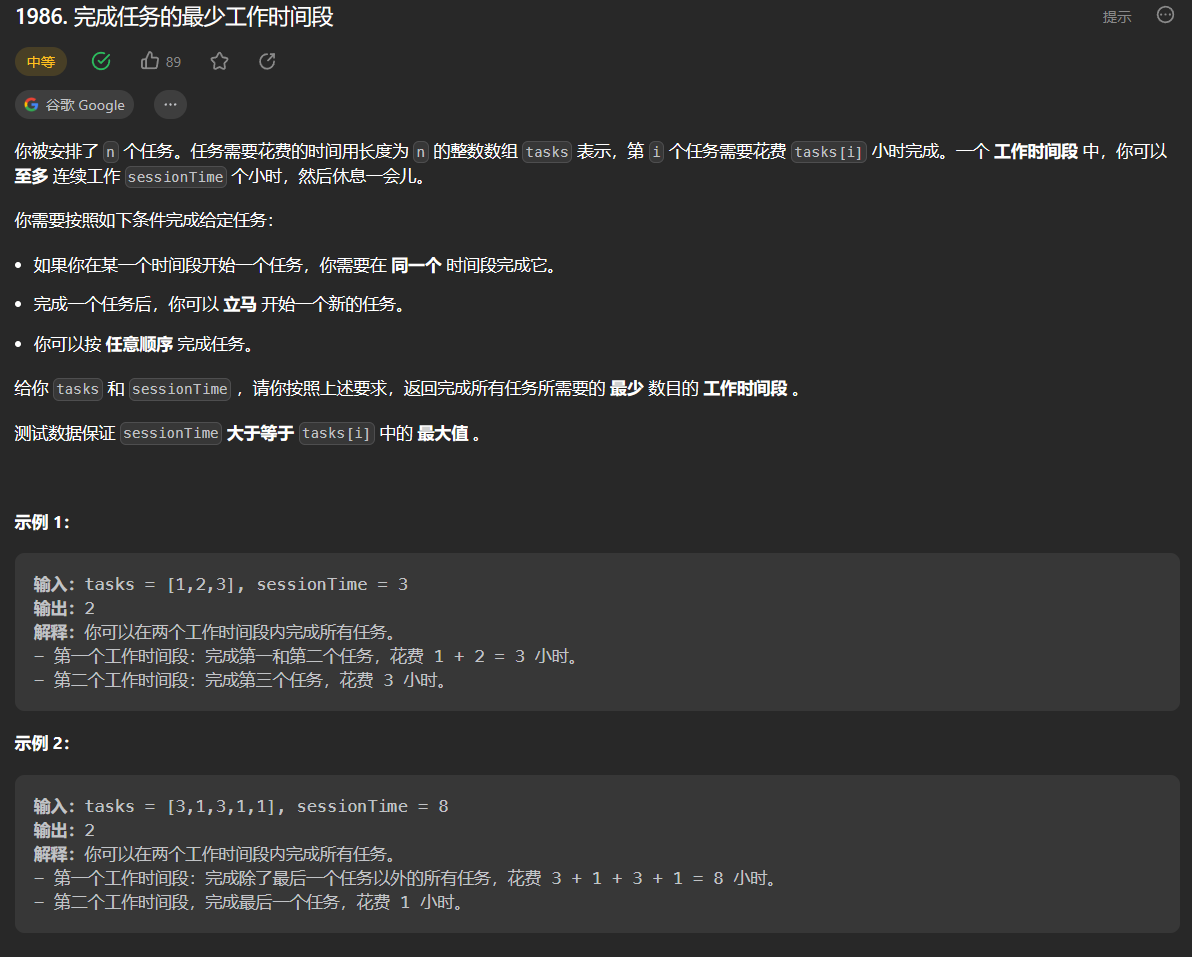 1986. 完成任务的最少工作时间段
提示
中等
89
谷歌 Google
你被安排了 n 个任务。任务需要花费的时间用长度为 n 的整数数组 tasks 表示，第 i 个任务需要花费 tasks[i] 小时完成。一个 工作时间段 中，你可以
至多 连续工作 sessionTime 个小时，然后休息一会儿。
你需要按照如下条件完成给定任务：
• 如果你在某一个时间段开始一个任务，你需要在 同一个 时间段完成它。
• 完成一个任务后，你可以 立马 开始一个新的任务。
• 你可以按 任意顺序 完成任务。
给你 tasks 和 sessionTime ，请你按照上述要求，返回完成所有任务所需要的 最少 数目的 工作时间段 。
测试数据保证 sessionTime 大于等于 tasks[i] 中的 最大值 。
示例 1：
输入：tasks = [1,2,3], sessionTime = 3
输出：2
解释：你可以在两个工作时间段内完成所有任务。
- 第一个工作时间段：完成第一和第二个任务，花费 1 + 2 = 3 小时。
- 第二个工作时间段：完成第三个任务，花费 3 小时。
示例 2：
输入：tasks = [3,1,3,1,1], sessionTime = 8
输出：2
解释：你可以在两个工作时间段内完成所有任务。
- 第一个工作时间段：完成除了最后一个任务以外的所有任务，花费 3 + 1 + 3 + 1 = 8 小时。
- 第二个工作时间段，完成最后一个任务，花费 1 小时。